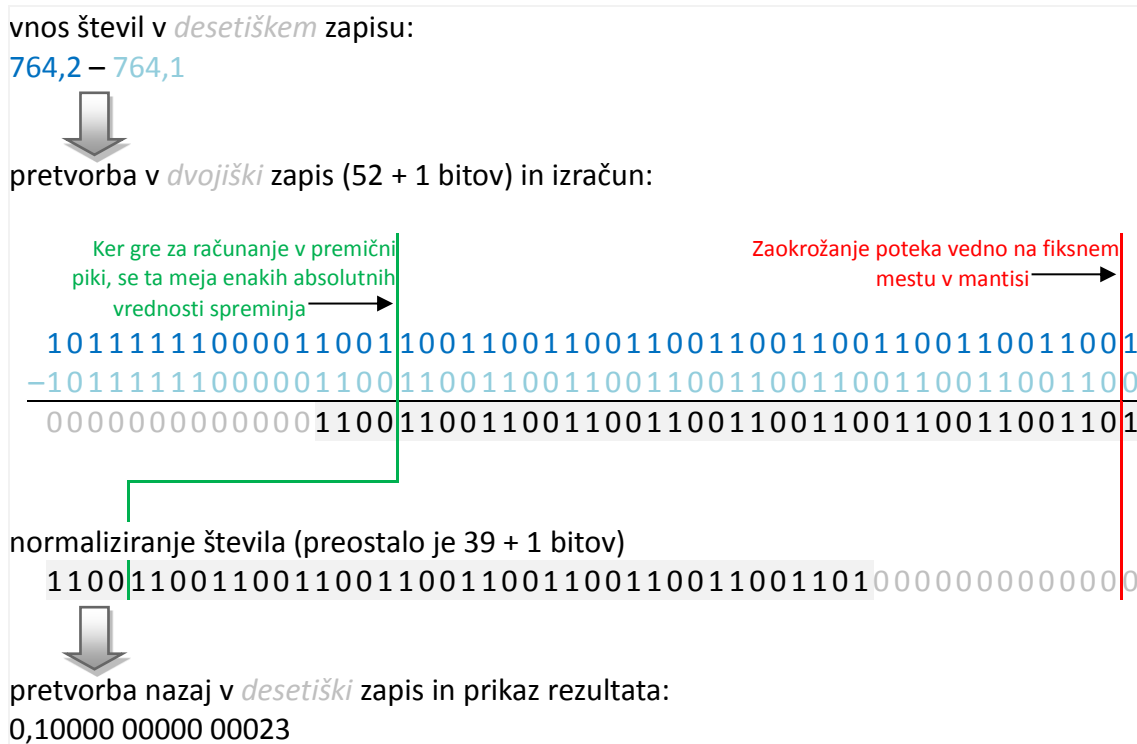 vnos števil v desetiškem zapisu:
764,2 – 764,1
pretvorba v dvojiški zapis (52 + 1 bitov) in izračun:
Ker gre za računanje v premični
piki, se ta meja enakih absolutnih
vrednosti spreminja
Zaokrožanje poteka vedno na fiksnem
mestu v mantisi
10111111000011001100110011001100110011001100110011001
–10111111000001100110011001100110011001100110011001100
00000000000001100110011001100110011001100110011001101
normaliziranje števila (preostalo je 39 + 1 bitov)
11001100110011001100110011001100110011010000000000000
pretvorba nazaj v desetiški zapis in prikaz rezultata:
0,10000 00000 00023